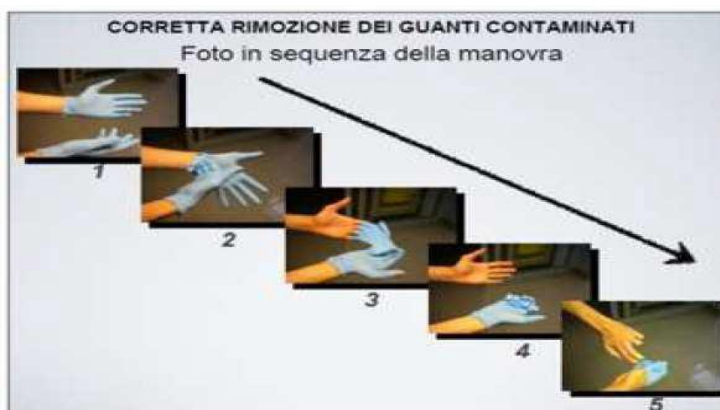 CORRETTA RIMOZIONE DEI GUANTI CONTAMINATI
Foto in sequenza della manovra
1
2
3
4
5